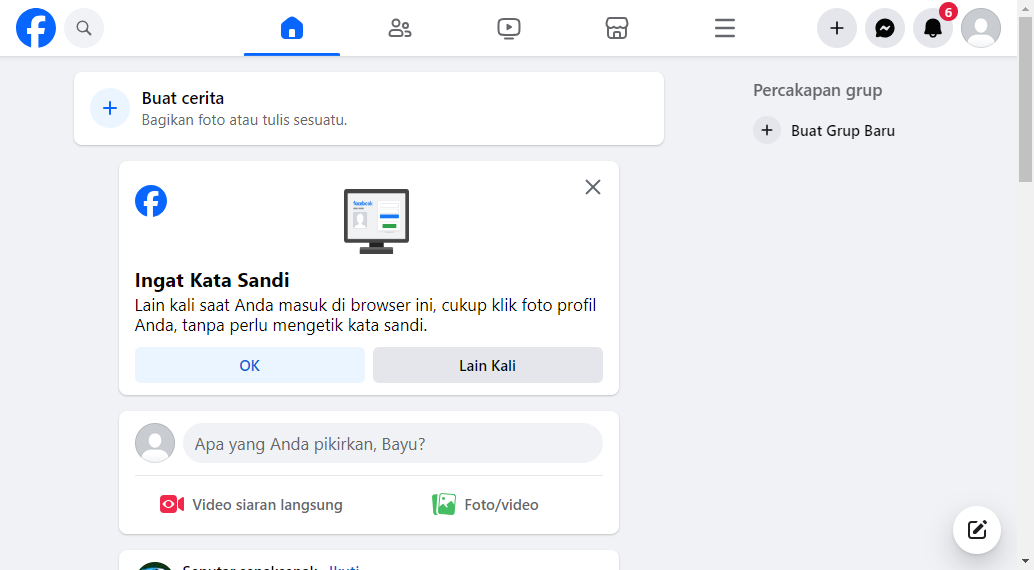 6
Buat cerita
Bagikan foto atau tulis sesuatu.
Percakapan grup
Buat Grup Baru
facebook
Ingat Kata Sandi
Lain kali saat Anda masuk di browser ini, cukup klik foto profil
Anda, tanpa perlu mengetik kata sandi.
OK
Lain Kali
Apa yang Anda pikirkan, Bayu?
Video siaran langsung
Foto/video
Ikuti